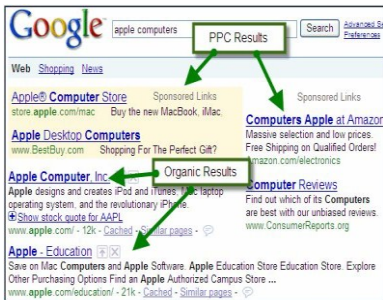 Google
apple computers
Search
Advanced Se
Preferences
PPC Results
Web Shopping News
Apple® Computer Store Sponsored Links
store.apple.com/mac Buy the new MacBook, iMac.
Apple Desktop Computers
www.BestBuy.com Shopping For The Perfect Gift?
Sponsored Links
Computers Apple at Amazon
Massive selection and low prices.
Free Shipping on Qualified Orders!
Amazon.com/electronics
Computer Reviews
Find out which of its Computers
are best with our unbiased reviews.
www.ConsumerReports.org
Organic Results
Apple Computer, Inc.
Apple designs and creates iPod and iTunes, Mac laptop
operating system, and the revolutionary iPhone.
Show stock quote for AAPL
www.apple.com/ - 12k - Cached - Similar pages -
Apple - Education
Save on Mac Computers and Apple Software. Apple Education Store Education Store. Explore
Other Purchasing Options Find an Apple Authorized Campus Store ...
www.apple.com/education/ - 21k - Cached - Similar pages -